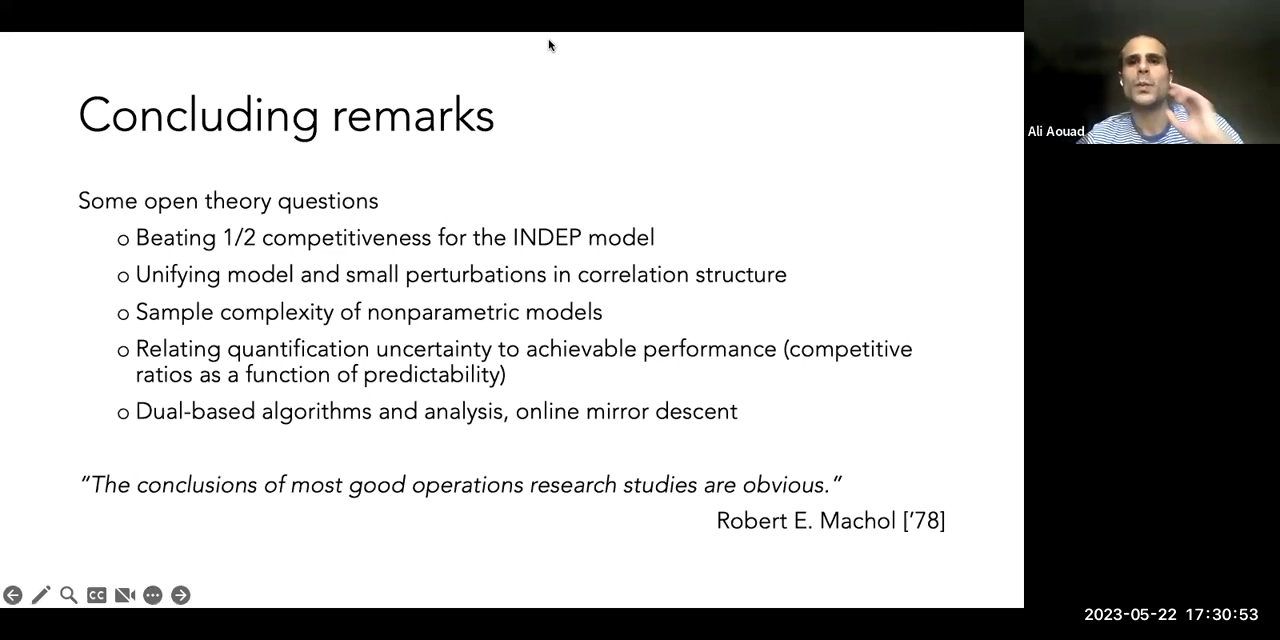 Concluding remarks
Some open theory questions
o Beating 1/2 competitiveness for the INDEP model
o Unifying model and small perturbations in correlation structure
o Sample complexity of nonparametric models
o Relating quantification uncertainty to achievable performance (competitive
ratios as a function of predictability)
o Dual-based algorithms and analysis, online mirror descent
“The conclusions of most good operations research studies are obvious.“
Robert E. Machol [’78]
CC
Ali Aouad
2023-05-22 17:30:53